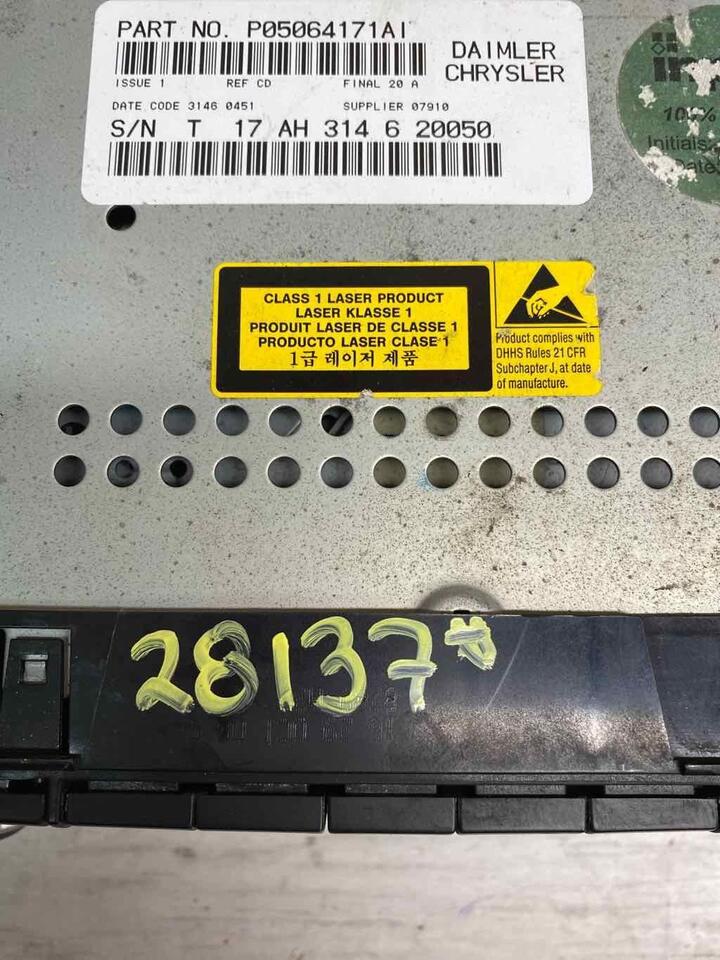 PART NO. P05064171AI
DAIMLER
CHRYSLER
ISSUE 1 REF CD FINAL 20 A
DATE CODE 3146 0451 SUPPLIER 07910
S/N T 17 AH 314 6 20050
100%
Initials:
Date:
CLASS 1 LASER PRODUCT
LASER KLASSE 1
PRODUIT LASER DE CLASSE 1
PRODUCTO LASER CLASE 1
1급 레이저 제품
Product complies with
DHHS Rules 21 CFR
Subchapter J, at date
of manufacture.
28137